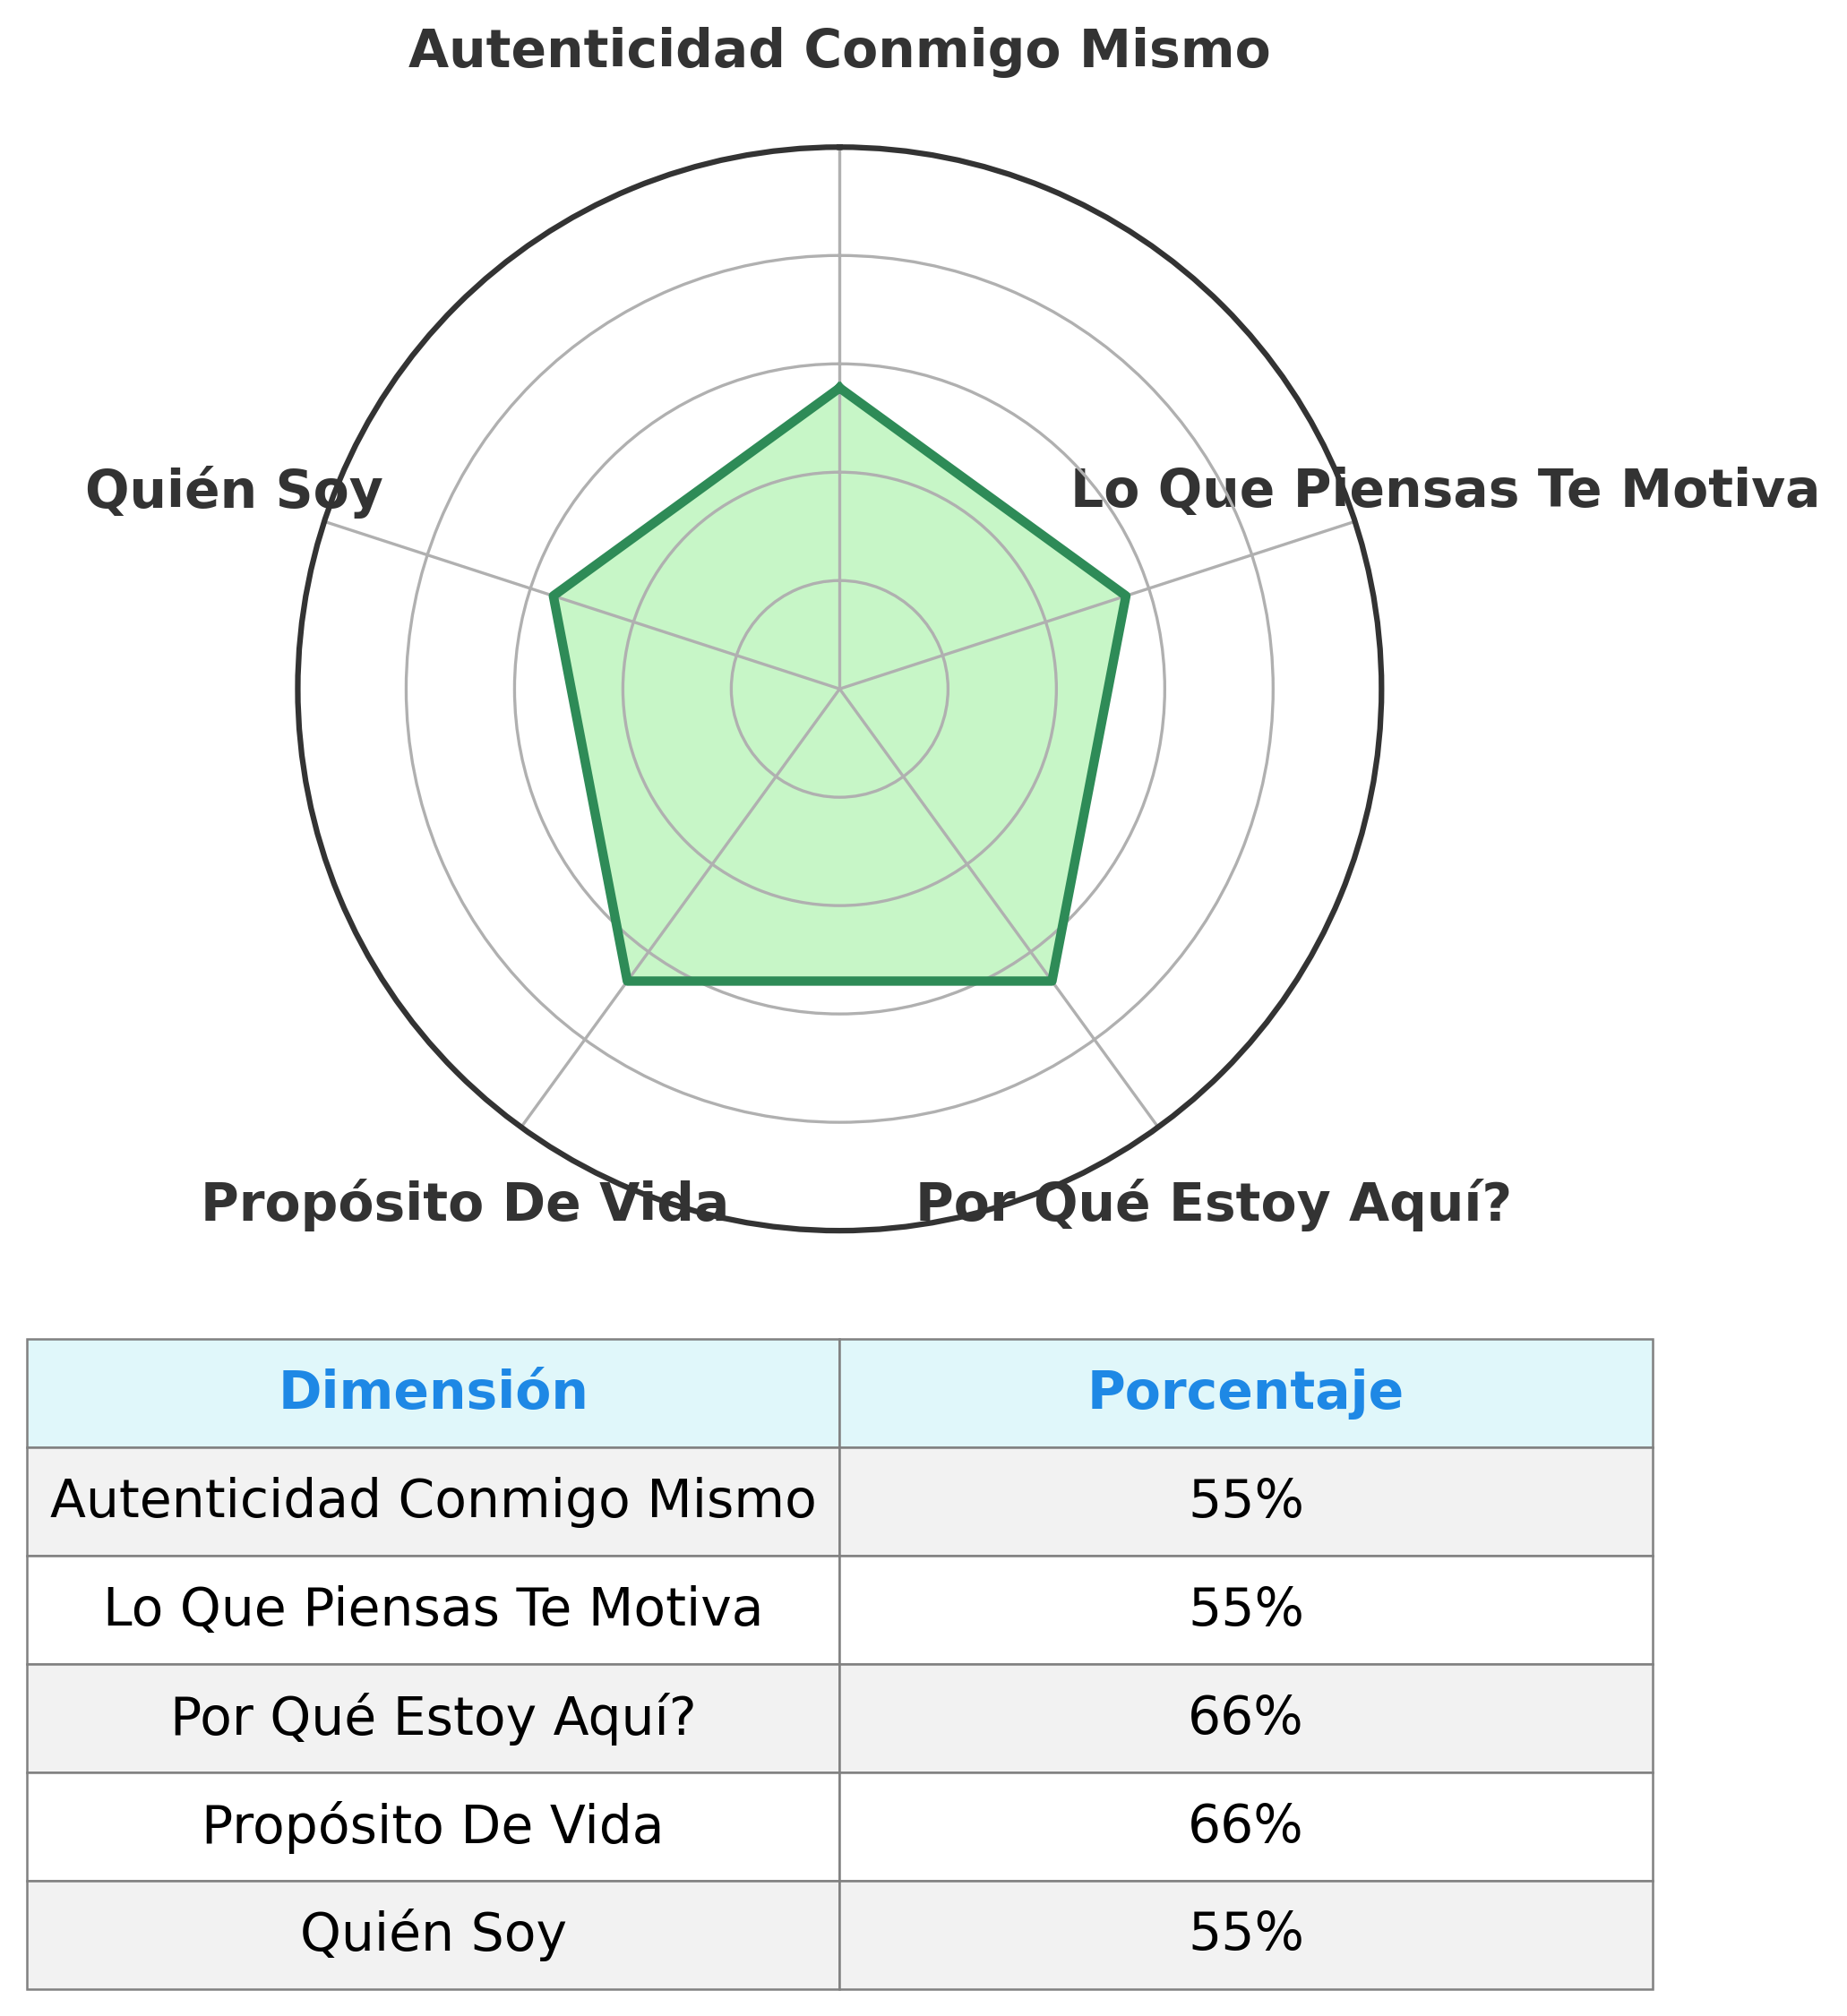 Autenticidad Conmigo Mismo
Quién Soy
Lo Que Piensas Te Motiva
Propósito De Vida
Por Qué Estoy Aquí?
Dimensión Porcentaje
Autenticidad Conmigo Mismo 55%
Lo Que Piensas Te Motiva 55%
Por Qué Estoy Aquí? 66%
Propósito De Vida 66%
Quién Soy 55%